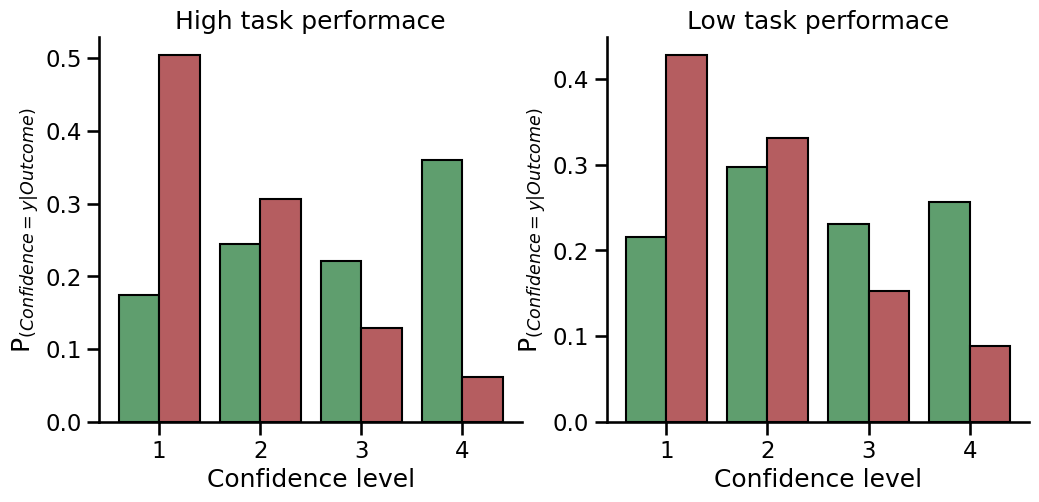 High task performace
P(Confidence = y|Outcome)
0.5
0.4
0.3
0.2
0.1
0.0
1 2 3 4
Confidence level
Low task performace
P(Confidence = y|Outcome)
0.4
0.3
0.2
0.1
0.0
1 2 3 4
Confidence level